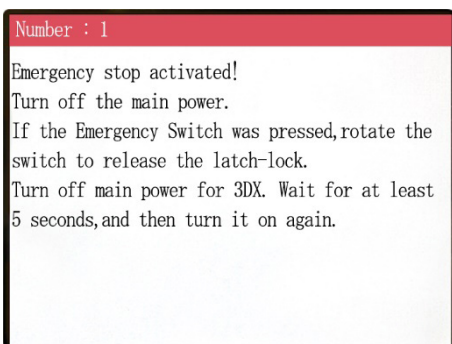 Number : 1
Emergency stop activated!
Turn off the main power.
If the Emergency Switch was pressed,rotate the
switch to release the latch-lock.
Turn off main power for 3DX. Wait for at least
5 seconds,and then turn it on again.